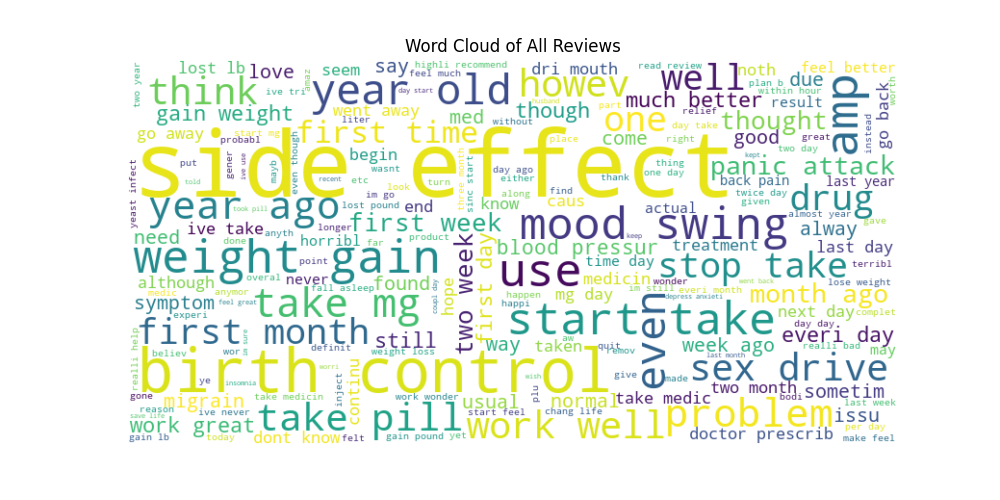 Word Cloud of All Reviews
two year
lost lb
love
ive tri
amaz
seem
say
feel much
highli recommend
dri mouth
read review
plan b
noth
due
feel better
worth
think
year old
day start
howev
well
within hour
gain weight
went away
liter
med
without
though
much better
part
relief
result
amp
go back
instead
go away
start mg
probabl
first time
place
one
come
day take
right
thought
good
great
side effect
yeast infect
put
told
gener
ive use
mayb
even though
begin
wasnt
etc
im go
look
turn
three month
sinc start
day ago
either
along
know
find
caus
thank
thing
one day
actual
kept
panic attack
two day
back pain
twice day
given
last year
almost year
drug
gave
year ago
recent
took pill
lost pound
end
longer
need
ive take
anyth
first week
mood swing
keep
alway
done
horribl
far
product
blood pressur
time day
treatment
last day
terribl
weight gain
point
two week
first day
use
medicin
wonder
stop take
lose weight
although
anymor
overal
never
fall asleep
found
coupl day
hope
happen
mg day
im still
everi month
went back
depress anxieti
month ago
symptom
medic
feel great
take mg
happi
start take
even
next day
complet
experi
im sure
first month
still
way
taken
aw
quit
remov
week ago
day day
realli bad
everi day
may
realli help
believ
wor
definit
weight loss
worri
birth control
last month
sex drive
gone
ye
insomnia
inject
continu
wish
give
made
two month
bodi
sometim
reason
migrain
ive never
take medicin
work wonder
usual
plu
normal
take medic
last week
save life
work great
take pill
start feel
chang life
problem
issu
per day
gain lb
today
dont know
felt
gain pound
yet
work well
doctor prescrib
make feel
husband